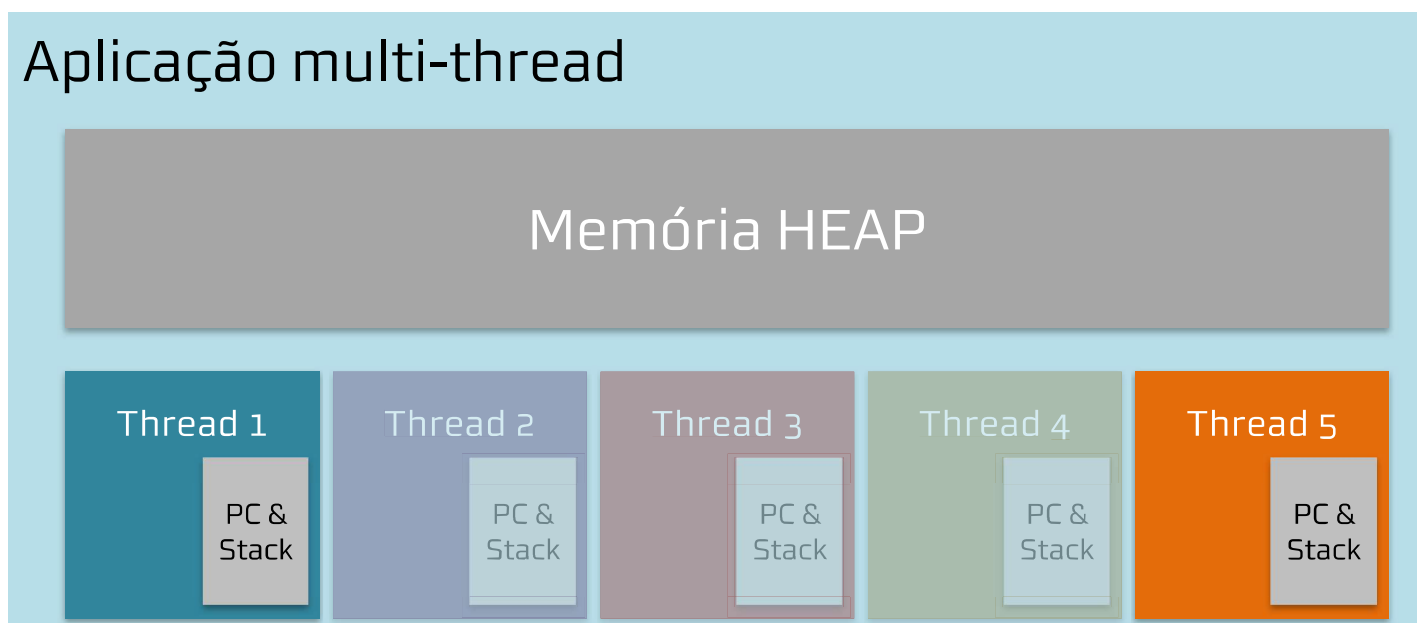 Aplicação multi-thread
Memória HEAP
Thread 1
PC &
Stack
Thread 2
PC &
Stack
Thread 3
PC &
Stack
Thread 4
PC &
Stack
Thread 5
PC &
Stack